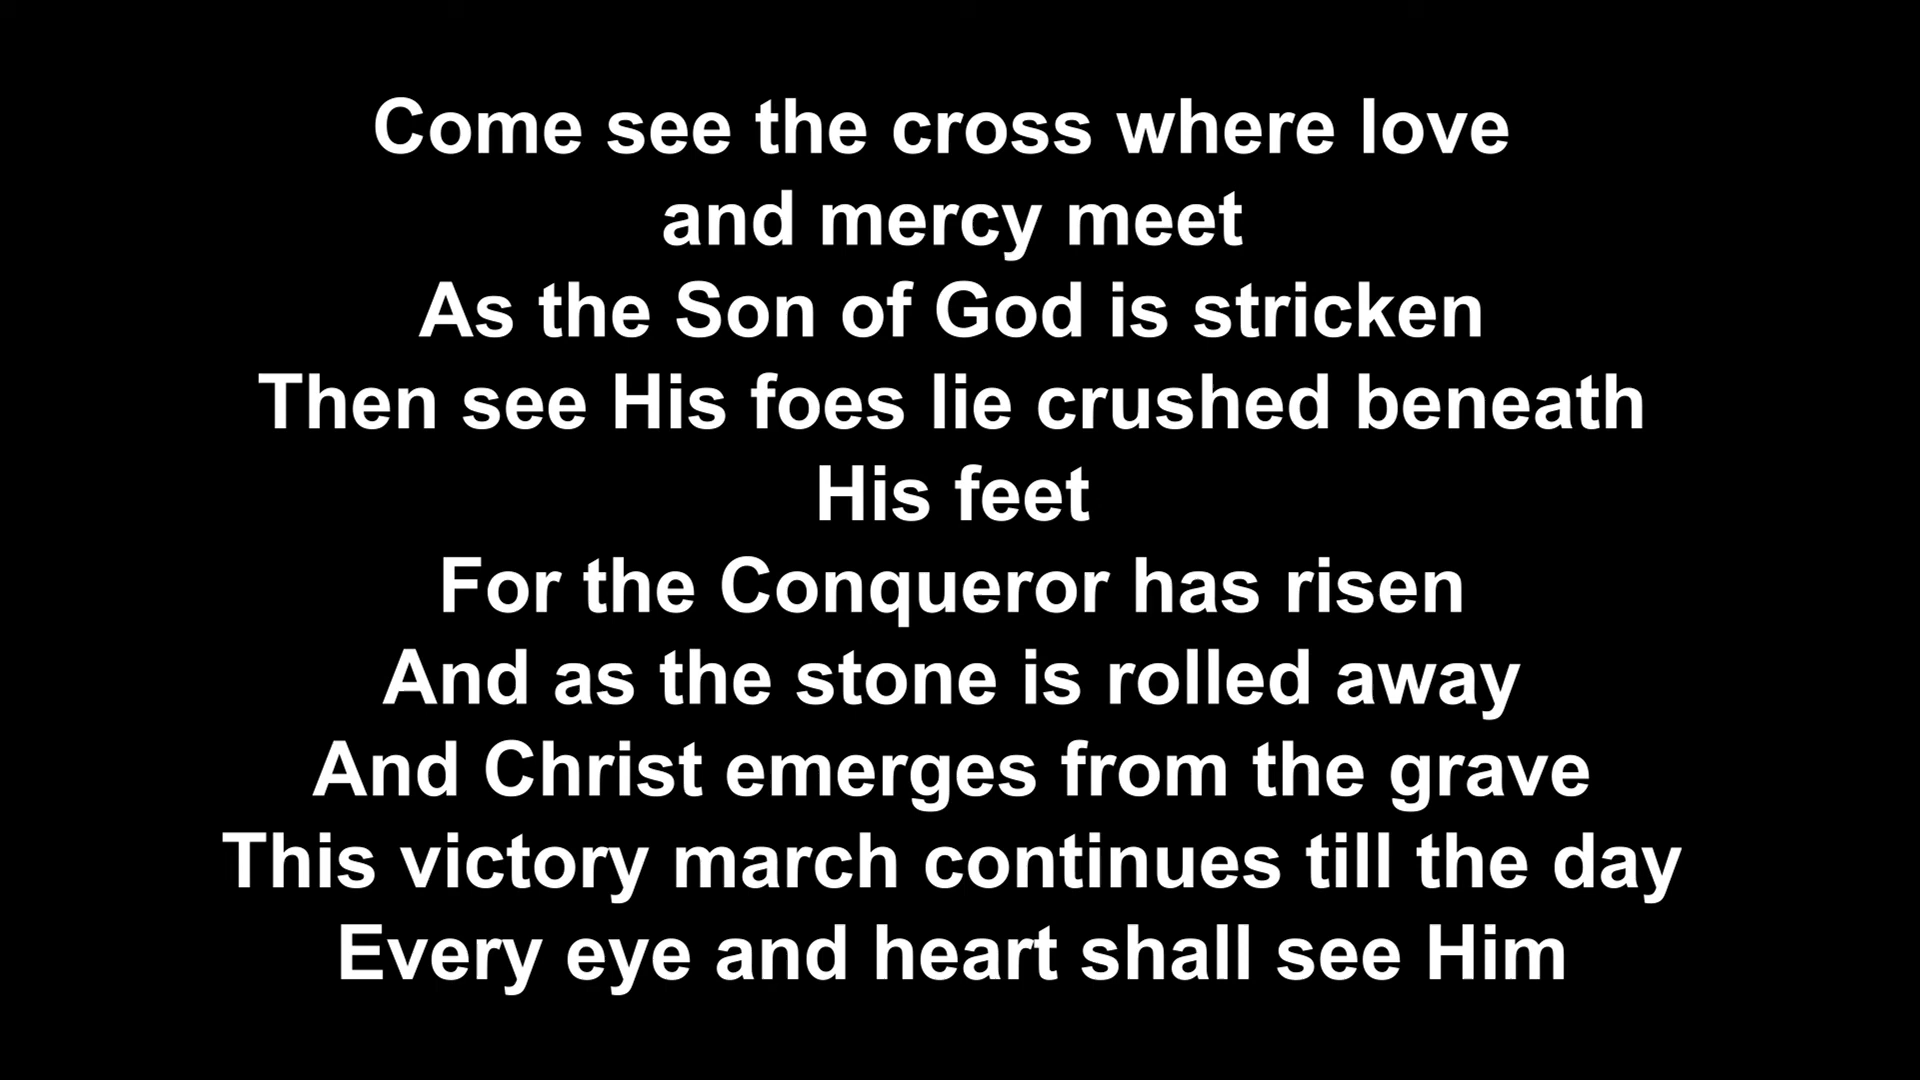 Come see the cross where love
and mercy meet
As the Son of God is stricken
Then see His foes lie crushed beneath
His feet
For the Conqueror has risen
And as the stone is rolled away
And Christ emerges from the grave
This victory march continues till the day
Every eye and heart shall see Him